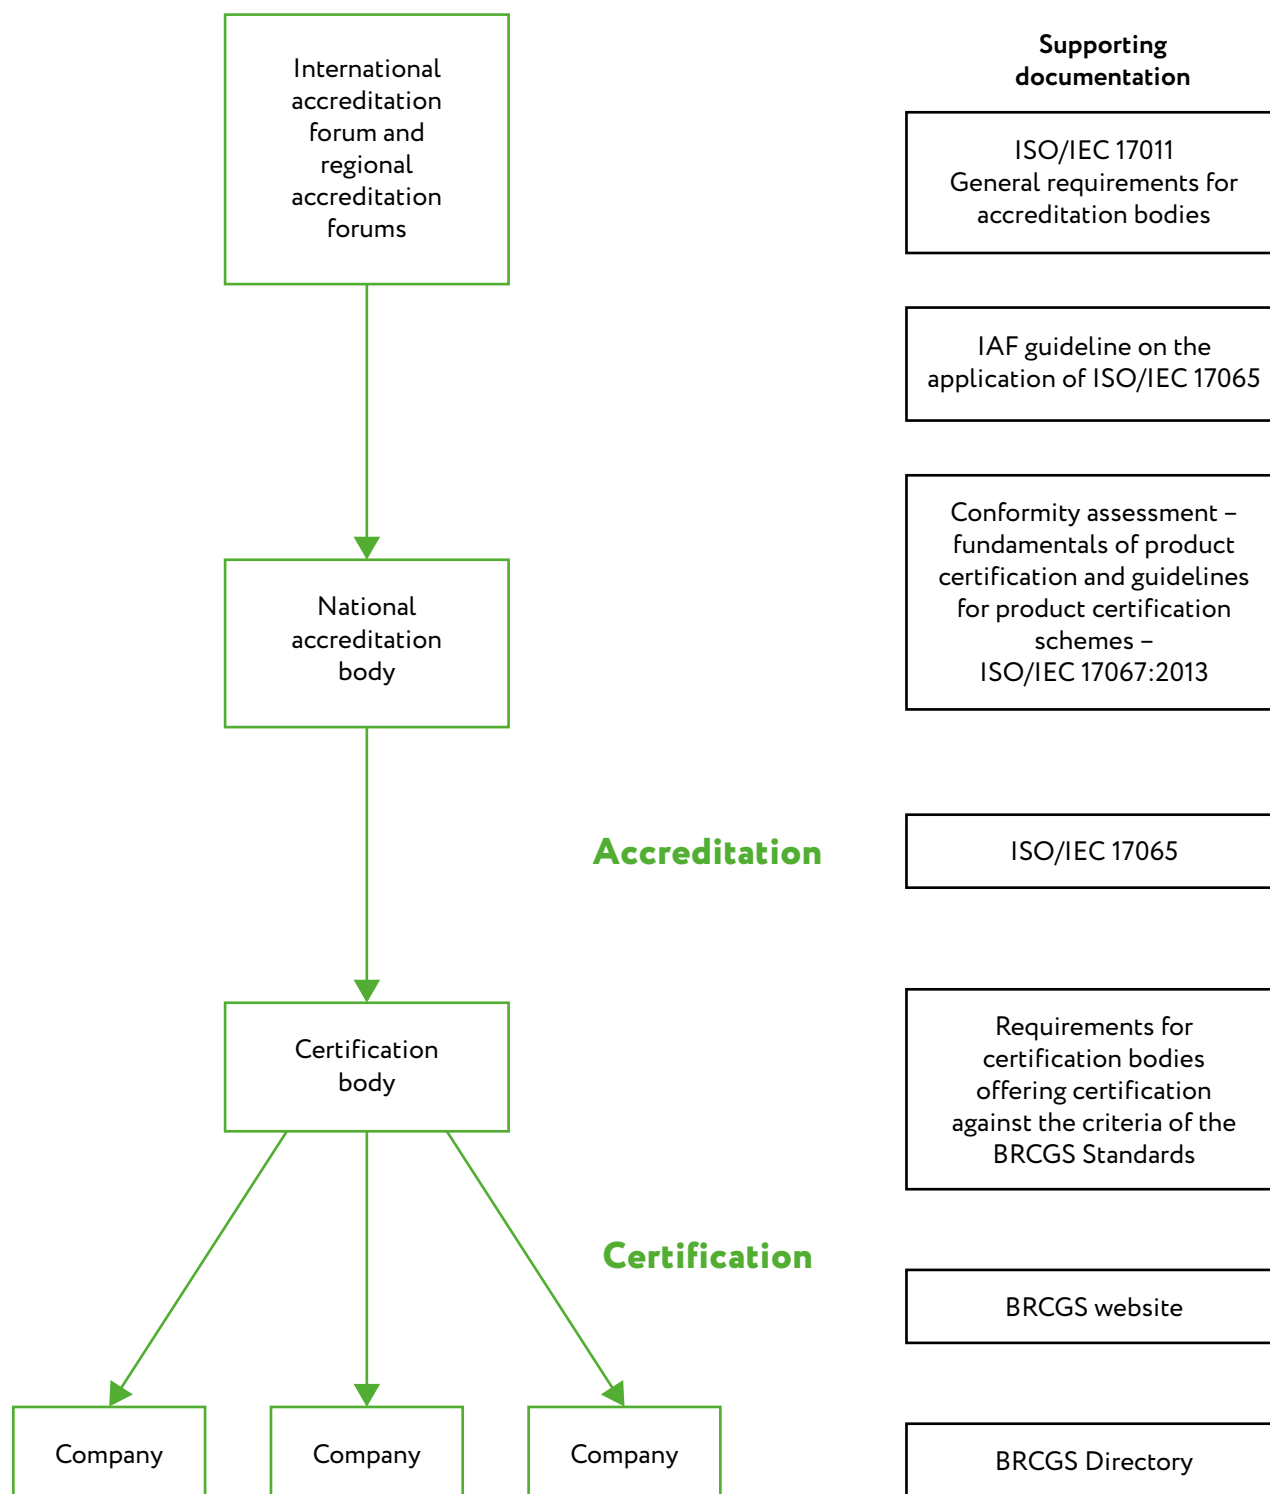 International
accreditation
forum and
regional
accreditation
forums
National
accreditation
body
Certification
body
Company
Company
Company
Accreditation
Certification
Supporting
documentation
ISO/IEC 17011
General requirements for
accreditation bodies
IAF guideline on the
application of ISO/IEC 17065
Conformity assessment –
fundamentals of product
certification and guidelines
for product certification
schemes –
ISO/IEC 17067:2013
ISO/IEC 17065
Requirements for
certification bodies
offering certification
against the criteria of the
BRCGS Standards
BRCGS website
BRCGS Directory